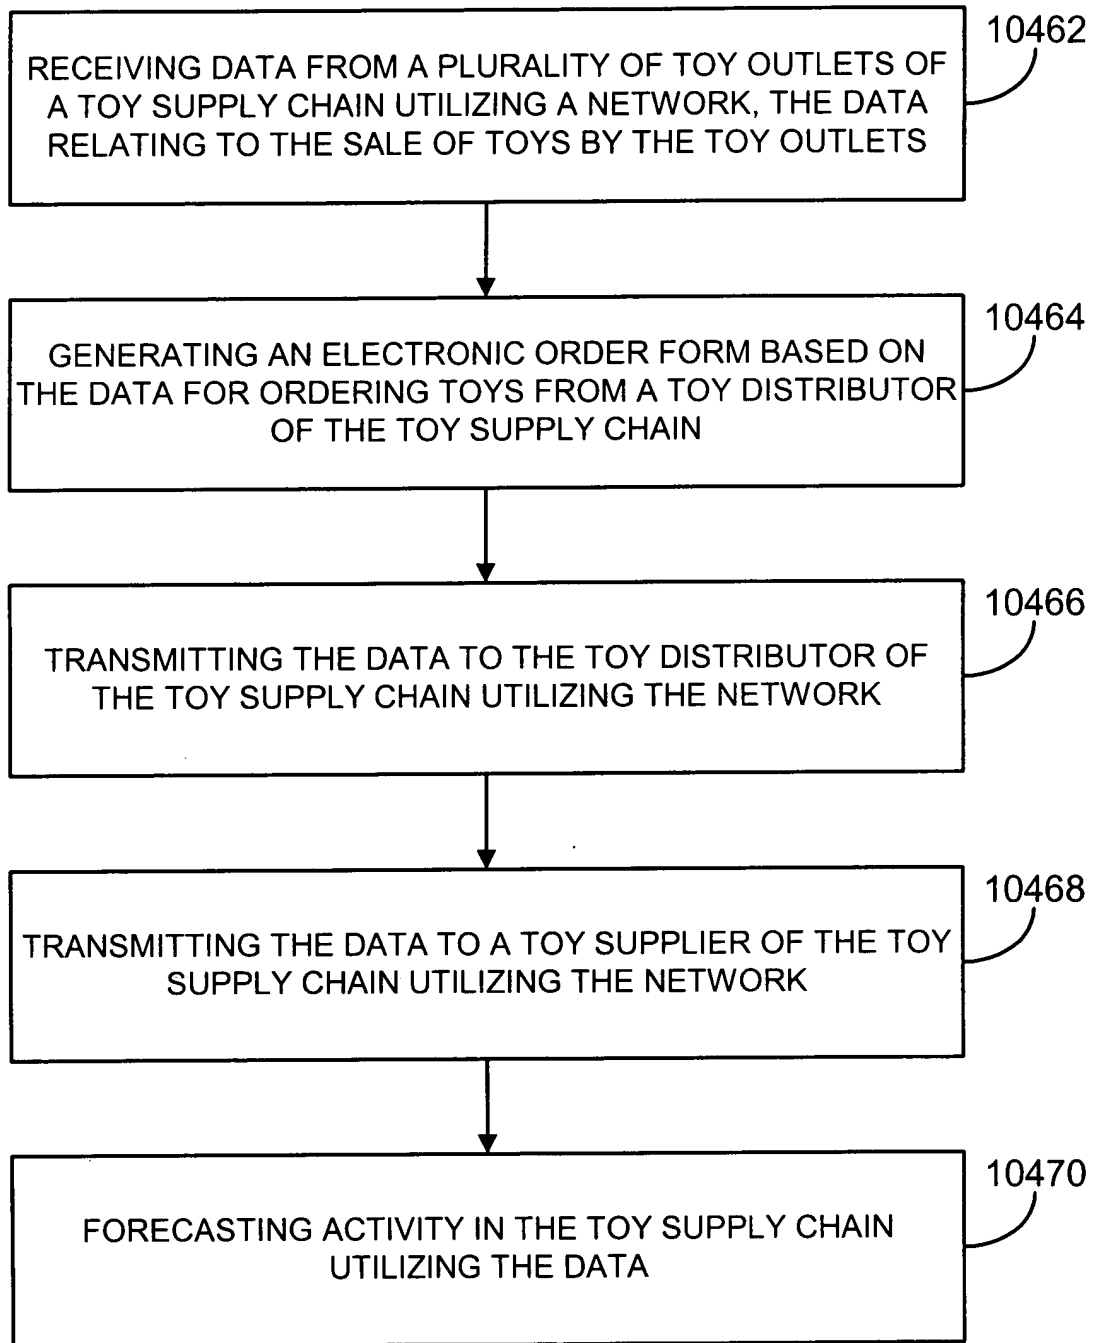 10462
RECEIVING DATA FROM A PLURALITY OF TOY OUTLETS OF
A TOY SUPPLY CHAIN UTILIZING A NETWORK, THE DATA
RELATING TO THE SALE OF TOYS BY THE TOY OUTLETS
10464
GENERATING AN ELECTRONIC ORDER FORM BASED ON
THE DATA FOR ORDERING TOYS FROM A TOY DISTRIBUTOR
OF THE TOY SUPPLY CHAIN
10466
TRANSMITTING THE DATA TO THE TOY DISTRIBUTOR OF
THE TOY SUPPLY CHAIN UTILIZING THE NETWORK
10468
TRANSMITTING THE DATA TO A TOY SUPPLIER OF THE TOY
SUPPLY CHAIN UTILIZING THE NETWORK
10470
FORECASTING ACTIVITY IN THE TOY SUPPLY CHAIN
UTILIZING THE DATA